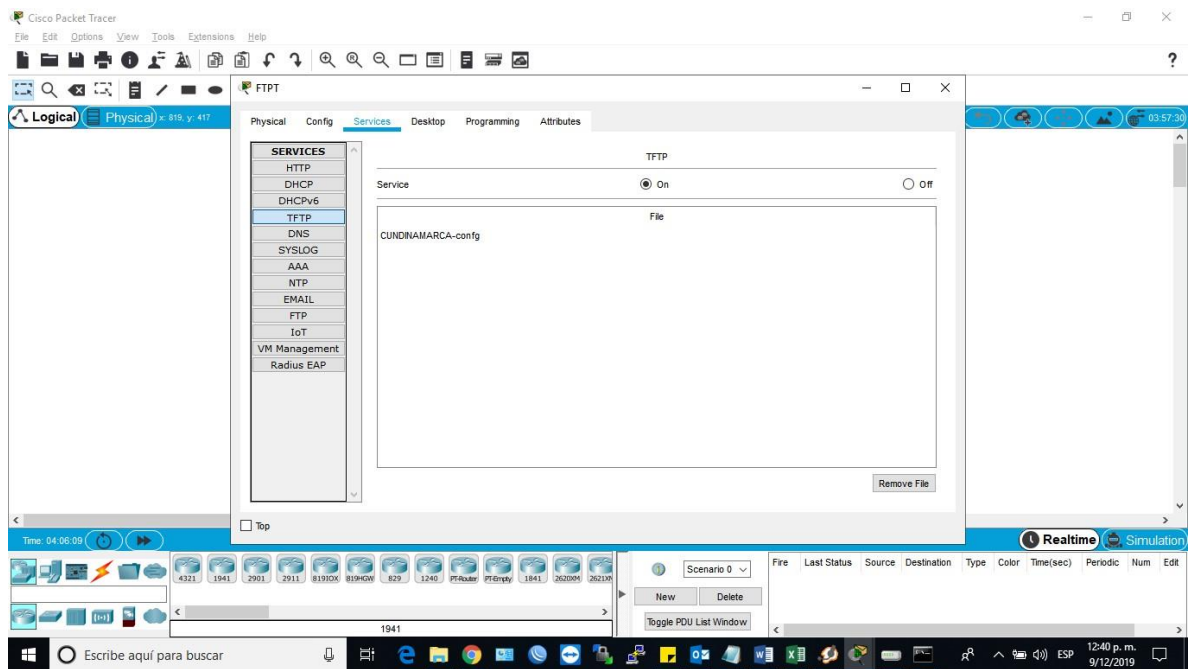 Cisco Packet Tracer
File Edit Options View Tools Extensions Help
?
FTPT
Logical Physical x: 819, y: 417
03:57:30
Physical Config Services Desktop Programming Attributes
SERVICES
HTTP
DHCP
DHCPv6
TFTP
DNS
SYSLOG
AAA
NTP
EMAIL
FTP
IoT
VM Management
Radius EAP
TFTP
Service On Off
File
CUNDINAMARCA-confg
Remove File
Top
Time: 04:06:09
Realtime Simulation
4321 1941 2901 2911 819IOX 819HGW 829 1240 PT-Router PT-Empty 1841 2620XM 2621XM
1941
Scenario 0
New Delete
Toggle PDU List Window
Fire Last Status Source Destination Type Color Time(sec) Periodic Num Edit
Escribe aquí para buscar
ESP
12:40 p. m.
9/12/2019